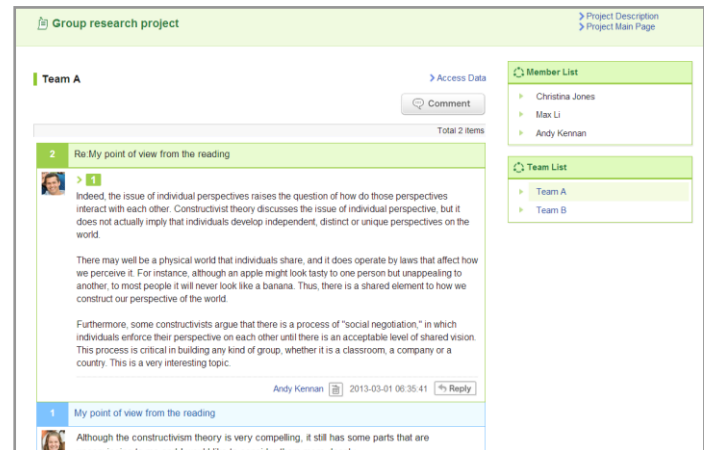 Group research project
Project Description
Project Main Page
Team A
Access Data
Comment
Total 2 items
2 Re:My point of view from the reading
1
Indeed, the issue of individual perspectives raises the question of how do those perspectives
interact with each other. Constructivist theory discusses the issue of individual perspective, but it
does not actually imply that individuals develop independent, distinct or unique perspectives on the
world.
There may well be a physical world that individuals share, and it does operate by laws that affect how
we perceive it. For instance, although an apple might look tasty to one person but unappealing to
another, to most people it will never look like a banana. Thus, there is a shared element to how we
construct our perspective of the world.
Furthermore, some constructivists argue that there is a process of "social negotiation," in which
individuals enforce their perspective on each other until there is an acceptable level of shared vision.
This process is critical in building any kind of group, whether it is a classroom, a company or a
country. This is a very interesting topic.
Andy Kennan 2013-03-01 06:35:41 Reply
1 My point of view from the reading
Although the constructivism theory is very compelling, it still has some parts that are
Member List
Christina Jones
Max Li
Andy Kennan
Team List
Team A
Team B